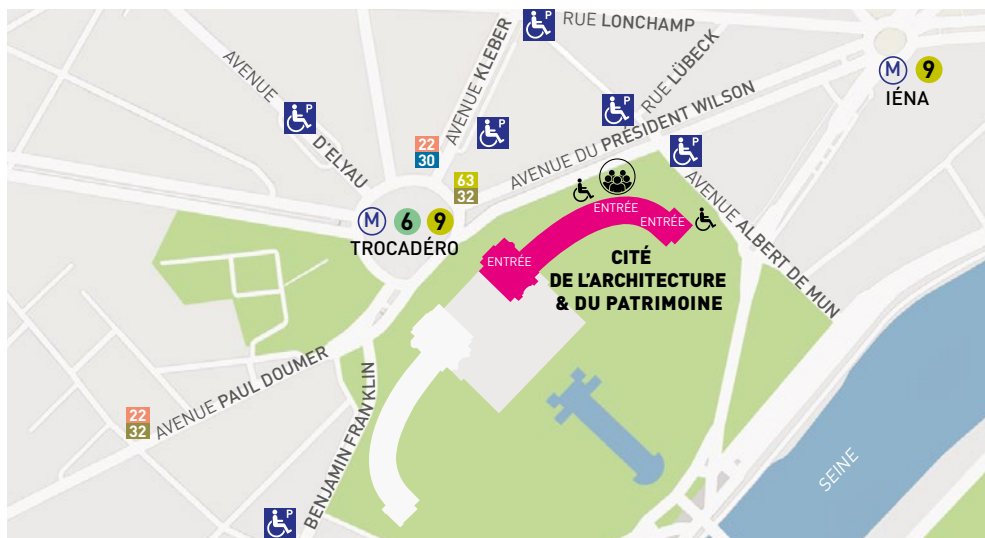 P
RUE LONCHAMP
AVENUE KLEBER
AVENUE
D'ELYAU
P
P
P
RUE LÜBECK
M 9
IÉNA
AVENUE DU PRÉSIDENT WILSON
22
30
63
32
P
AVENUE ALBERT DE MUN
M 6 9
TROCADÉRO
ENTRÉE
ENTRÉE
ENTRÉE
CITÉ
DE L'ARCHITECTURE
& DU PATRIMOINE
AVENUE PAUL DOUMER
22
32
BENJAMIN FRANKLIN
P
SEINE